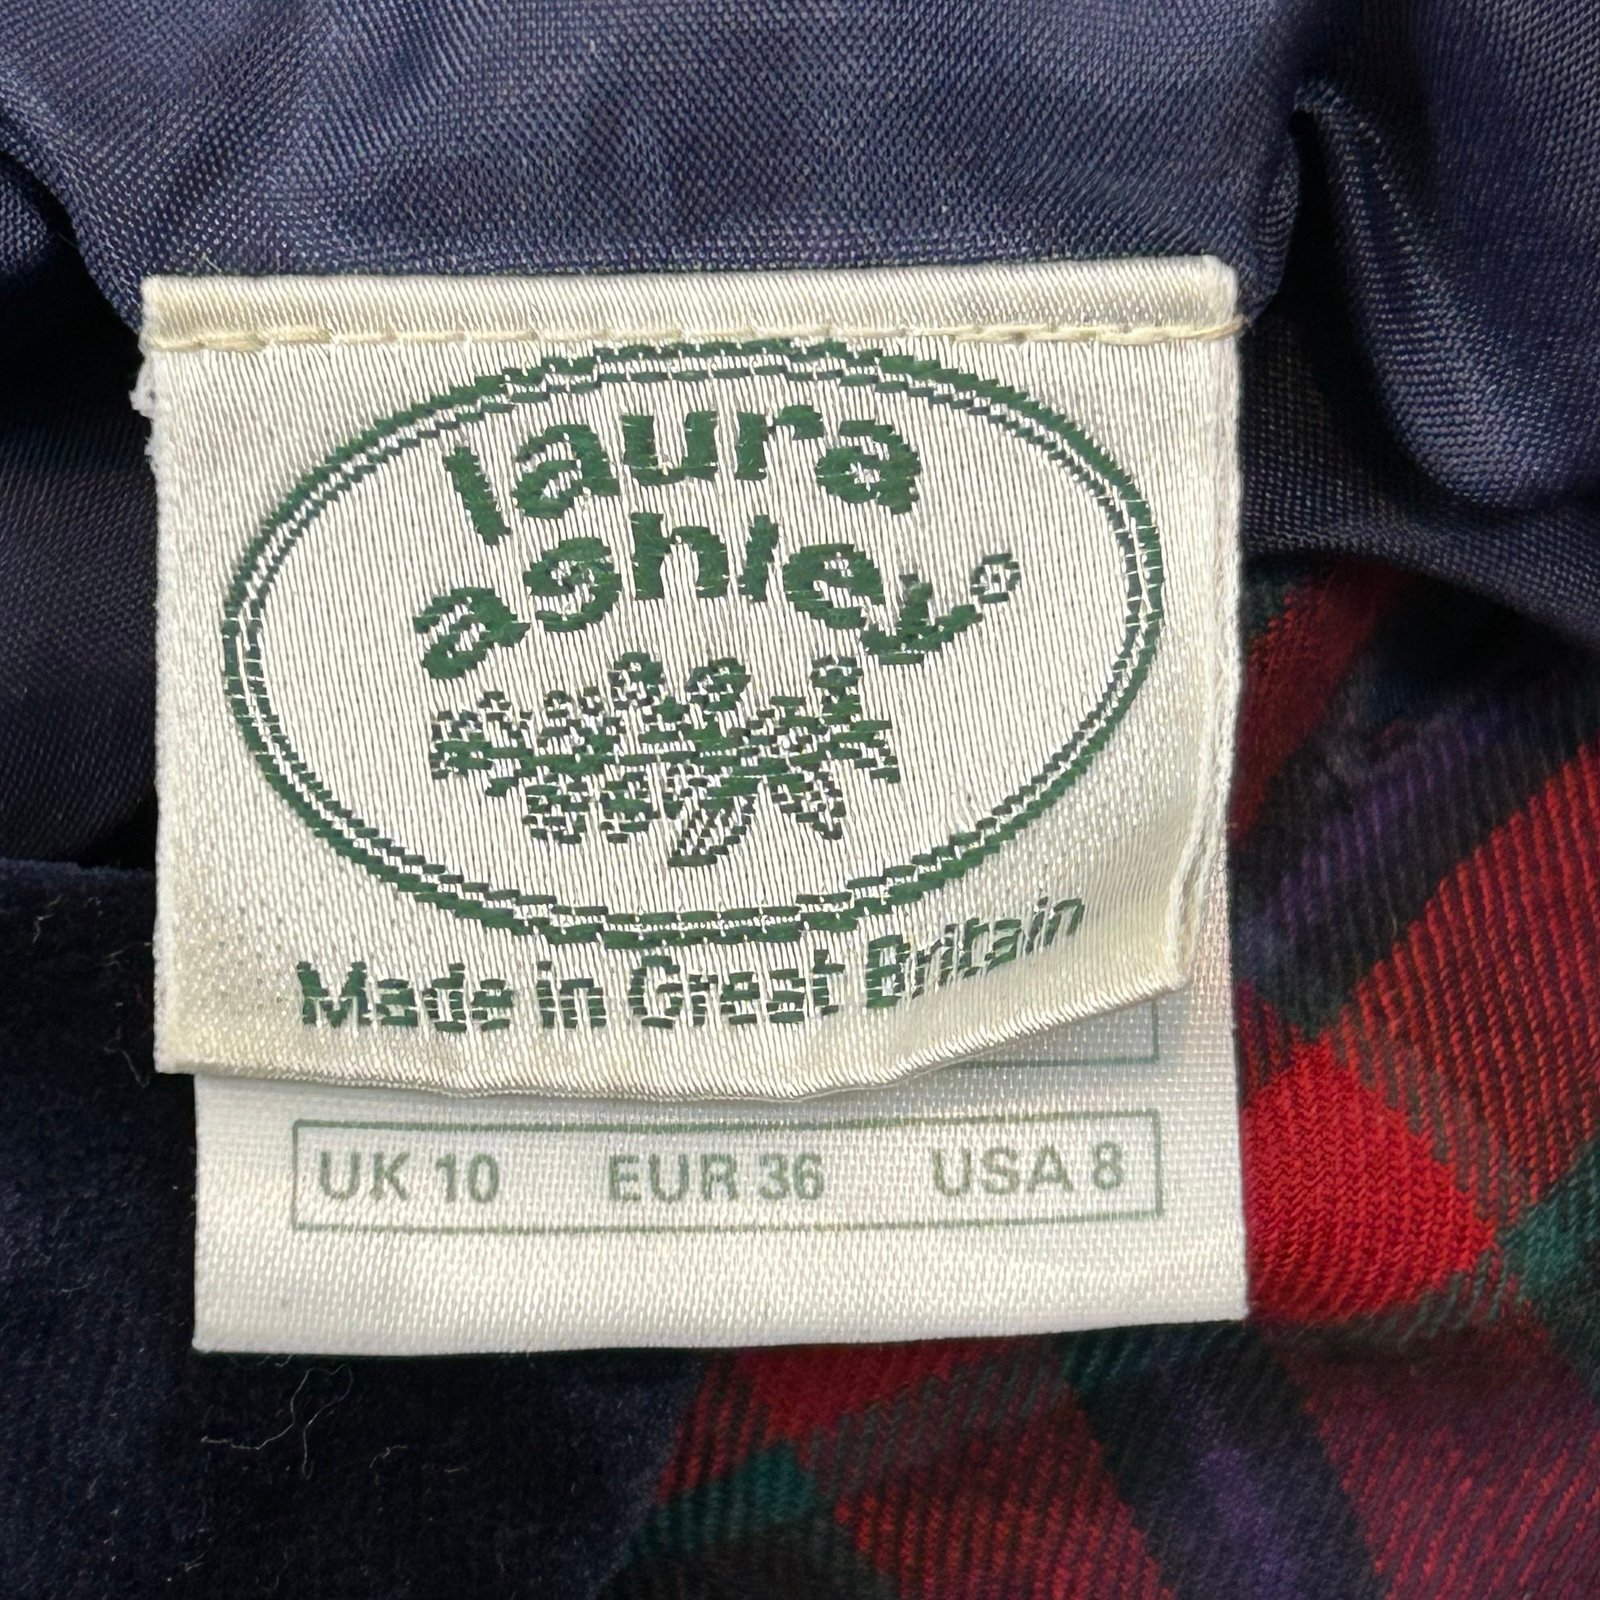 laura
ashley®
Made in Great Britain
UK 10 EUR 36 USA 8